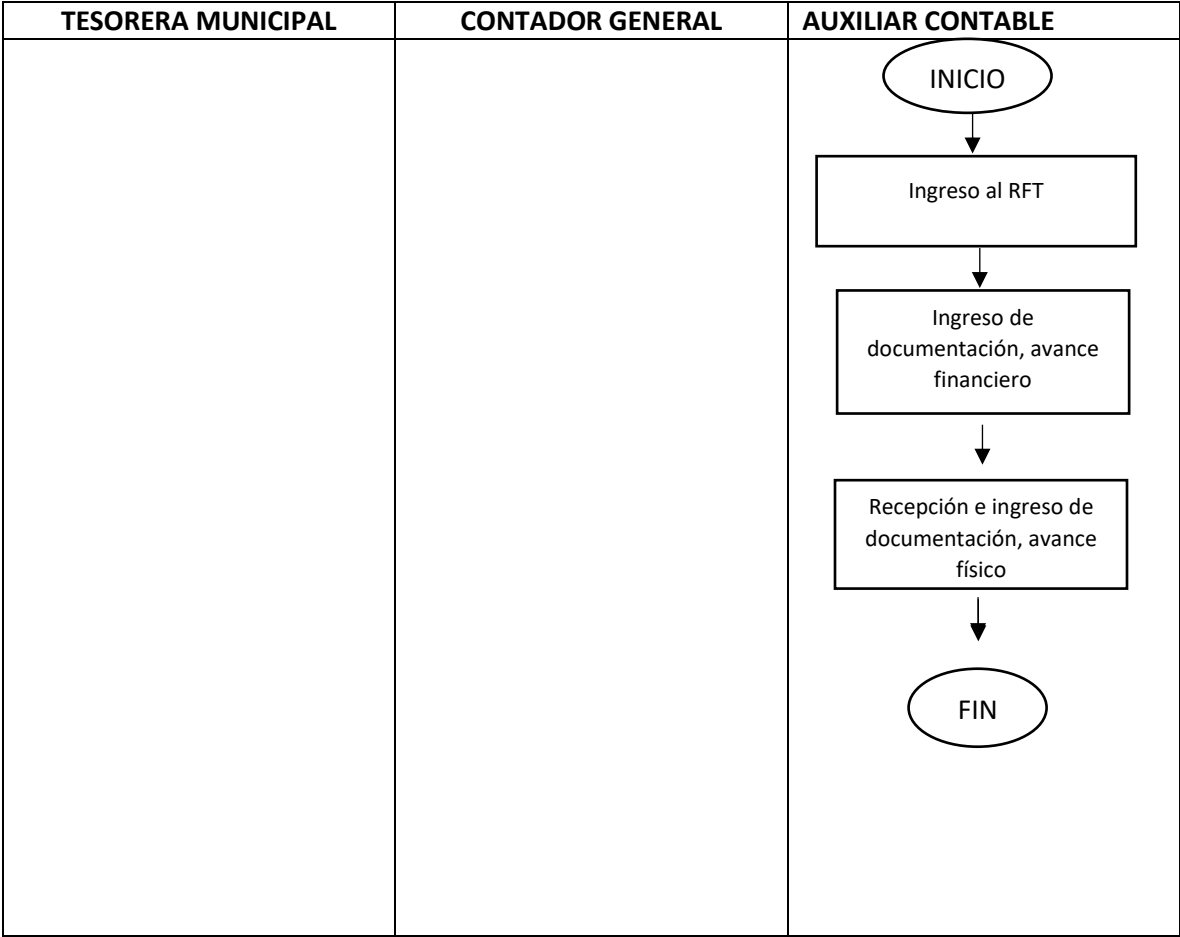 TESORERA MUNICIPAL
CONTADOR GENERAL
AUXILIAR CONTABLE
INICIO
Ingreso al RFT
Ingreso de
documentación, avance
financiero
Recepción e ingreso de
documentación, avance
físico
FIN